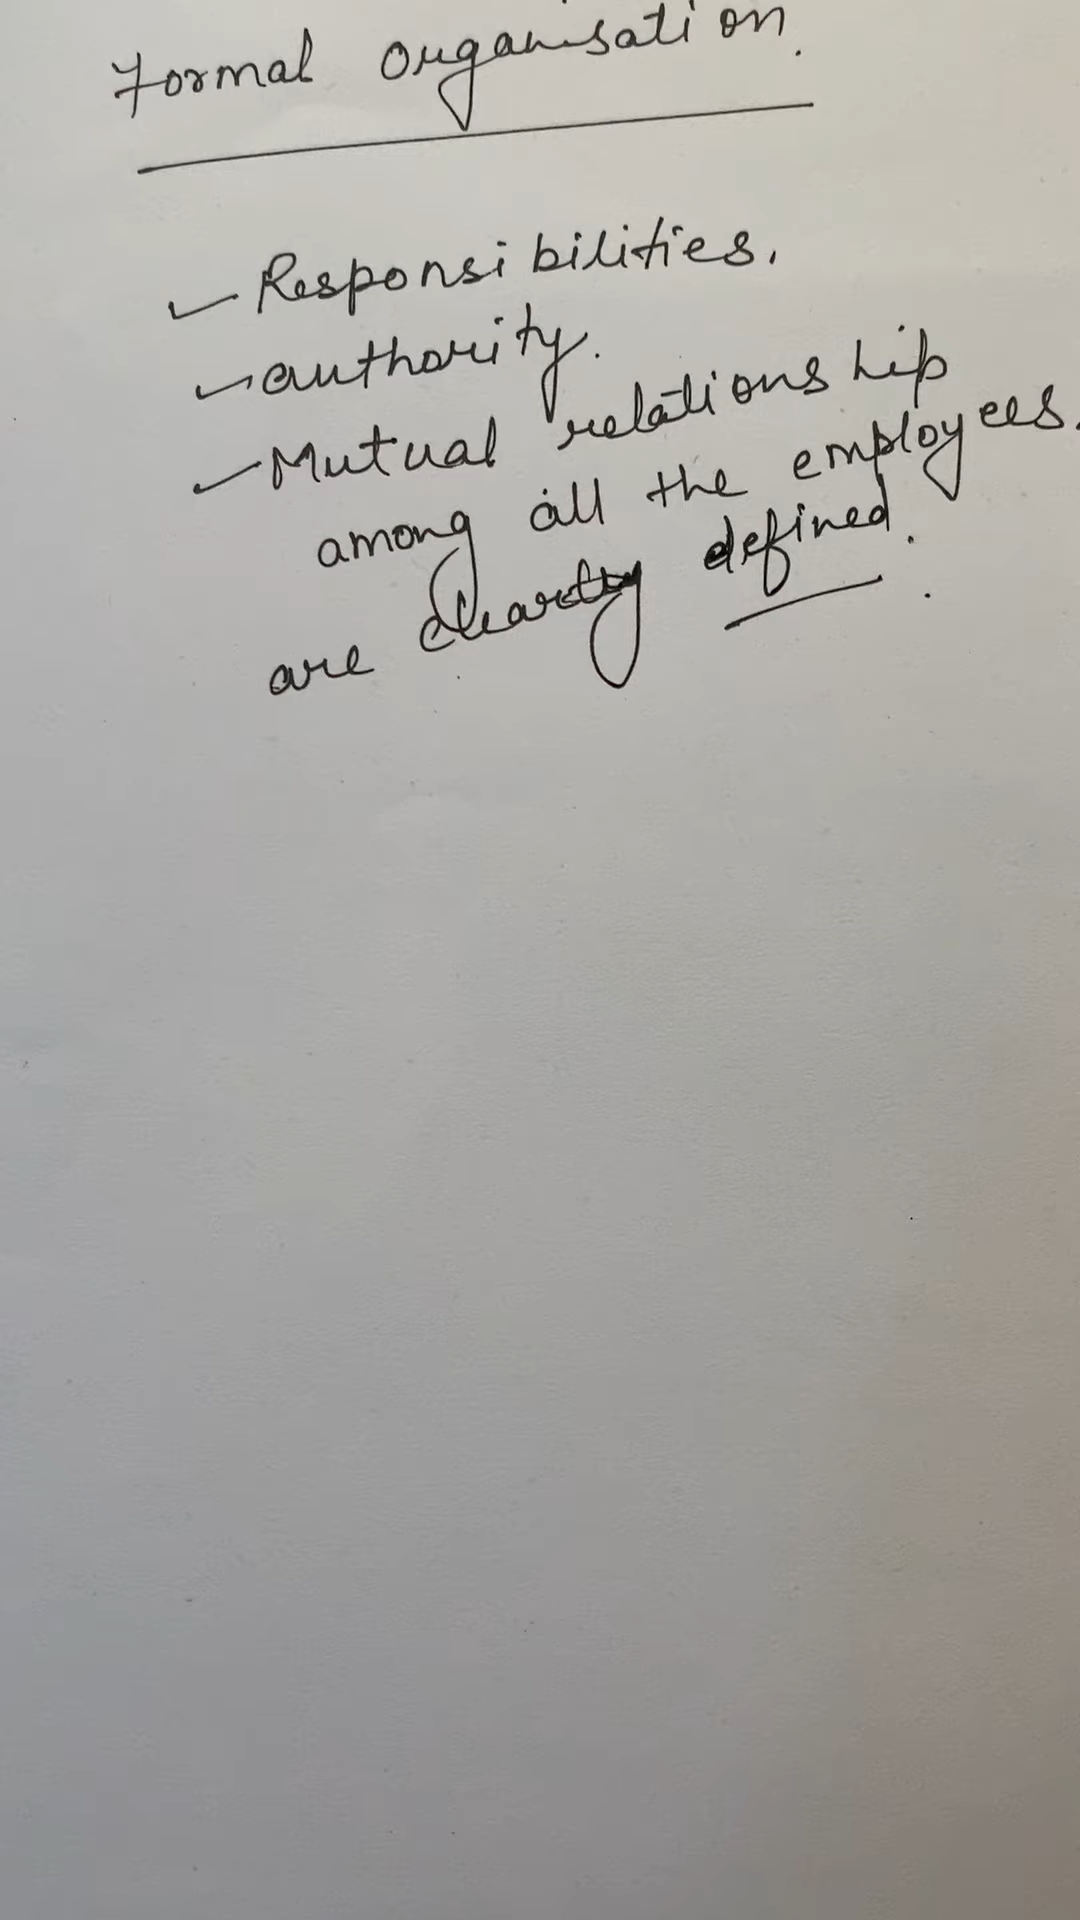 Formal organisation.
- Responsibilities.
- authority.
- Mutual relationship
among all the employees.
are clearly defined.